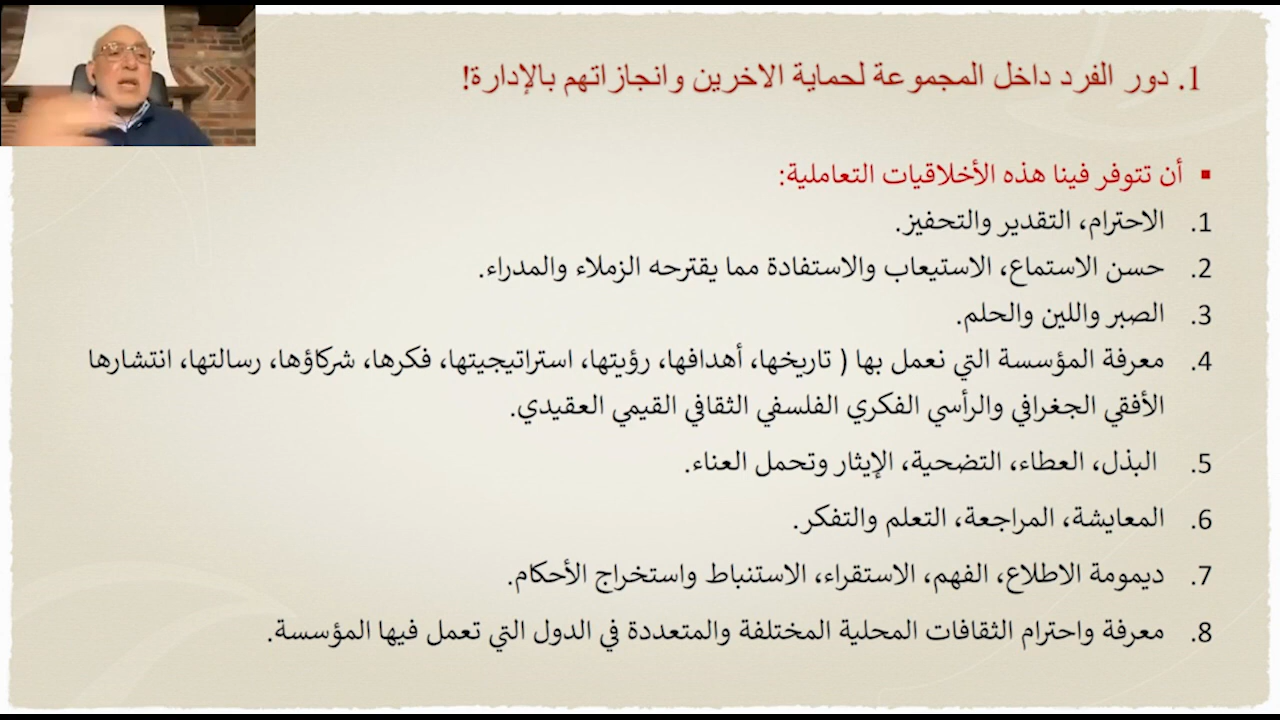 1. دور الفرد داخل المجموعة لحماية الاخرين وانجازاتهم بالإدارة!
▪ أن تتوفر فينا هذه الأخلاقيات التعاملية:
1. الاحترام، التقدير والتحفيز.
2. حسن الاستماع، الاستيعاب والاستفادة مما يقترحه الزملاء والمدراء.
3. الصبر واللين والحلم.
4. معرفة المؤسسة التي نعمل بها ( تاريخها، أهدافها، رؤيتها، استراتيجيتها، فكرها، شركاؤها، رسالتها، انتشارها
الأفقي الجغرافي والرأسي الفكري الفلسفي الثقافي القيمي العقيدي.
5. البذل، العطاء، التضحية، الإيثار وتحمل العناء.
6. المعايشة، المراجعة، التعلم والتفكر.
7. ديمومة الاطلاع، الفهم، الاستقراء، الاستنباط واستخراج الأحكام.
8. معرفة واحترام الثقافات المحلية المختلفة والمتعددة في الدول التي تعمل فيها المؤسسة.